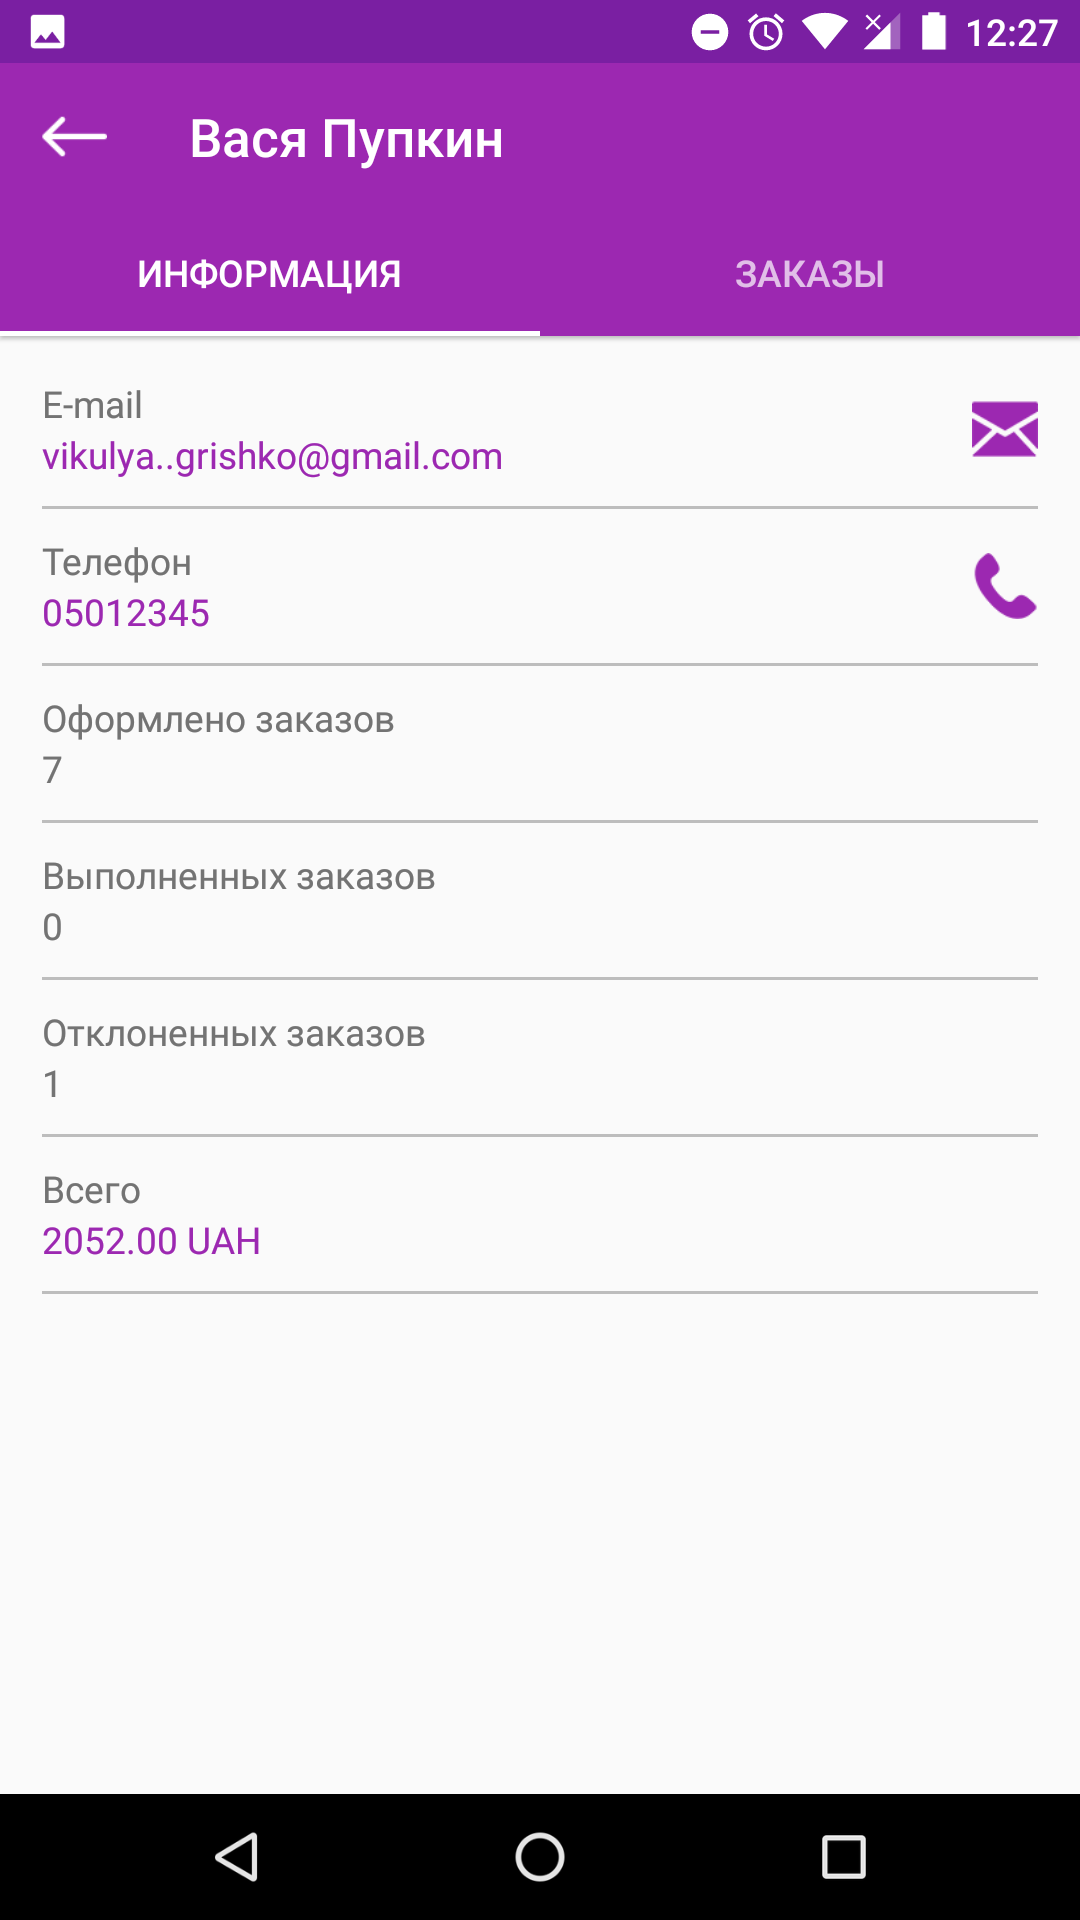 12:27
Вася Пупкин
ИНФОРМАЦИЯ
ЗАКАЗЫ
E-mail
vikulya..grishko@gmail.com
Телефон
05012345
Оформлено заказов
7
Выполненных заказов
0
Отклоненных заказов
1
Всего
2052.00 UAH